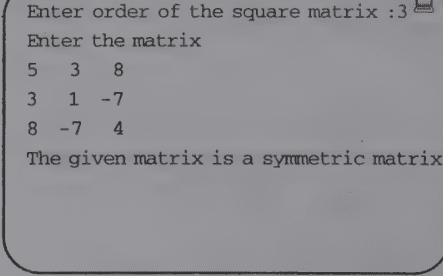 Enter order of the square matrix :3
Enter the matrix
5 3 8
3 1 -7
8 -7 4
The given matrix is a symmetric matrix